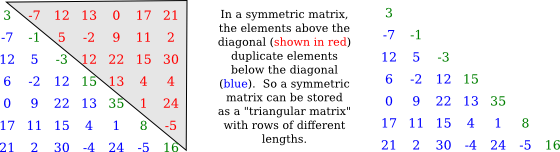 3 -7 12 13 0 17 21
-7 -1 5 -2 9 11 2
12 5 -3 12 22 15 30
6 -2 12 15 13 4 4
0 9 22 13 35 1 24
17 11 15 4 1 8 -5
21 2 30 -4 24 -5 16
In a symmetric matrix,
the elements above the
diagonal (shown in red)
duplicate elements
below the diagonal
(blue).  So a symmetric
matrix can be stored
as a "triangular matrix"
with rows of different
lengths.
3
-7 -1
12 5 -3
6 -2 12 15
0 9 22 13 35
17 11 15 4 1 8
21 2 30 -4 24 -5 16